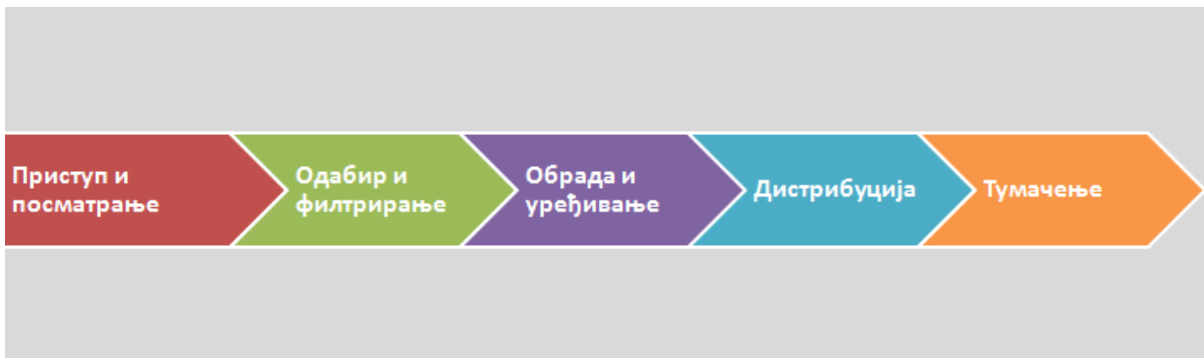 Приступ и
посматрање
Одабир и
филтрирање
Обрада и
уређивање
Дистрибуција
Тумачење